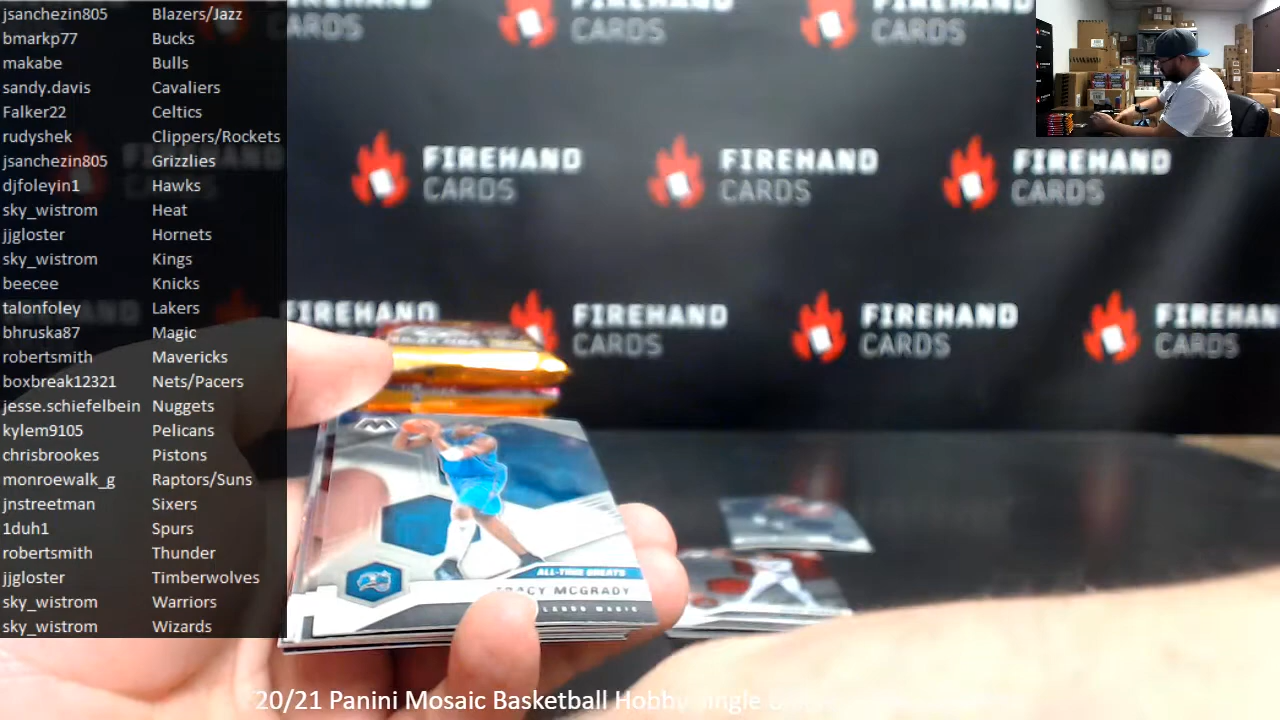 jsanchezin805 Blazers/Jazz
bmarkp77 Bucks
makabe Bulls
sandy.davis Cavaliers
Falker22 Celtics
rudyshek Clippers/Rockets
jsanchezin805 Grizzlies
djfoleyin1 Hawks
sky_wistrom Heat
jjgloster Hornets
sky_wistrom Kings
beecee Knicks
talonfoley Lakers
bhruska87 Magic
robertsmith Mavericks
boxbreak12321 Nets/Pacers
jesse.schiefelbein Nuggets
kylem9105 Pelicans
chrisbrookes Pistons
monroewalk_g Raptors/Suns
jnstreetman Sixers
1duh1 Spurs
robertsmith Thunder
jjgloster Timberwolves
sky_wistrom Warriors
sky_wistrom Wizards
CARDS
CARDS
CARDS
FIREHAND
CARDS
FIREHAND
CARDS
FIREHAND
CARDS
FIREHAND
FIREHAND
CARDS
FIREHAND
CARDS
CARDS
ALL-TIME GREATS
TRACY MCGRADY
MAGIC
20/21 Panini Mosaic Basketball Hobby